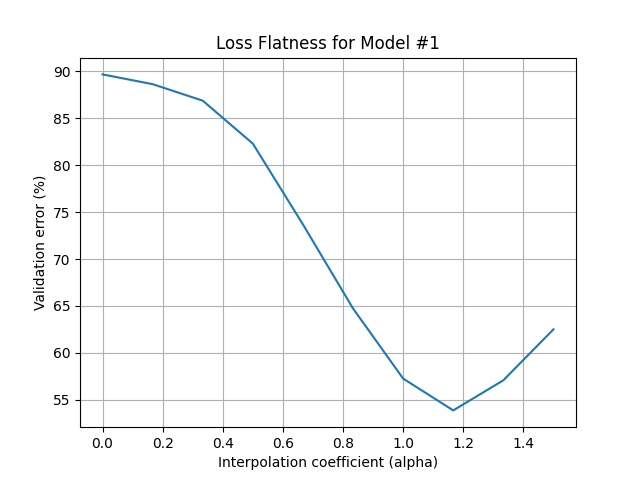 Loss Flatness for Model #1
Validation error (%)
90
85
80
75
70
65
60
55
0.0 0.2 0.4 0.6 0.8 1.0 1.2 1.4
Interpolation coefficient (alpha)